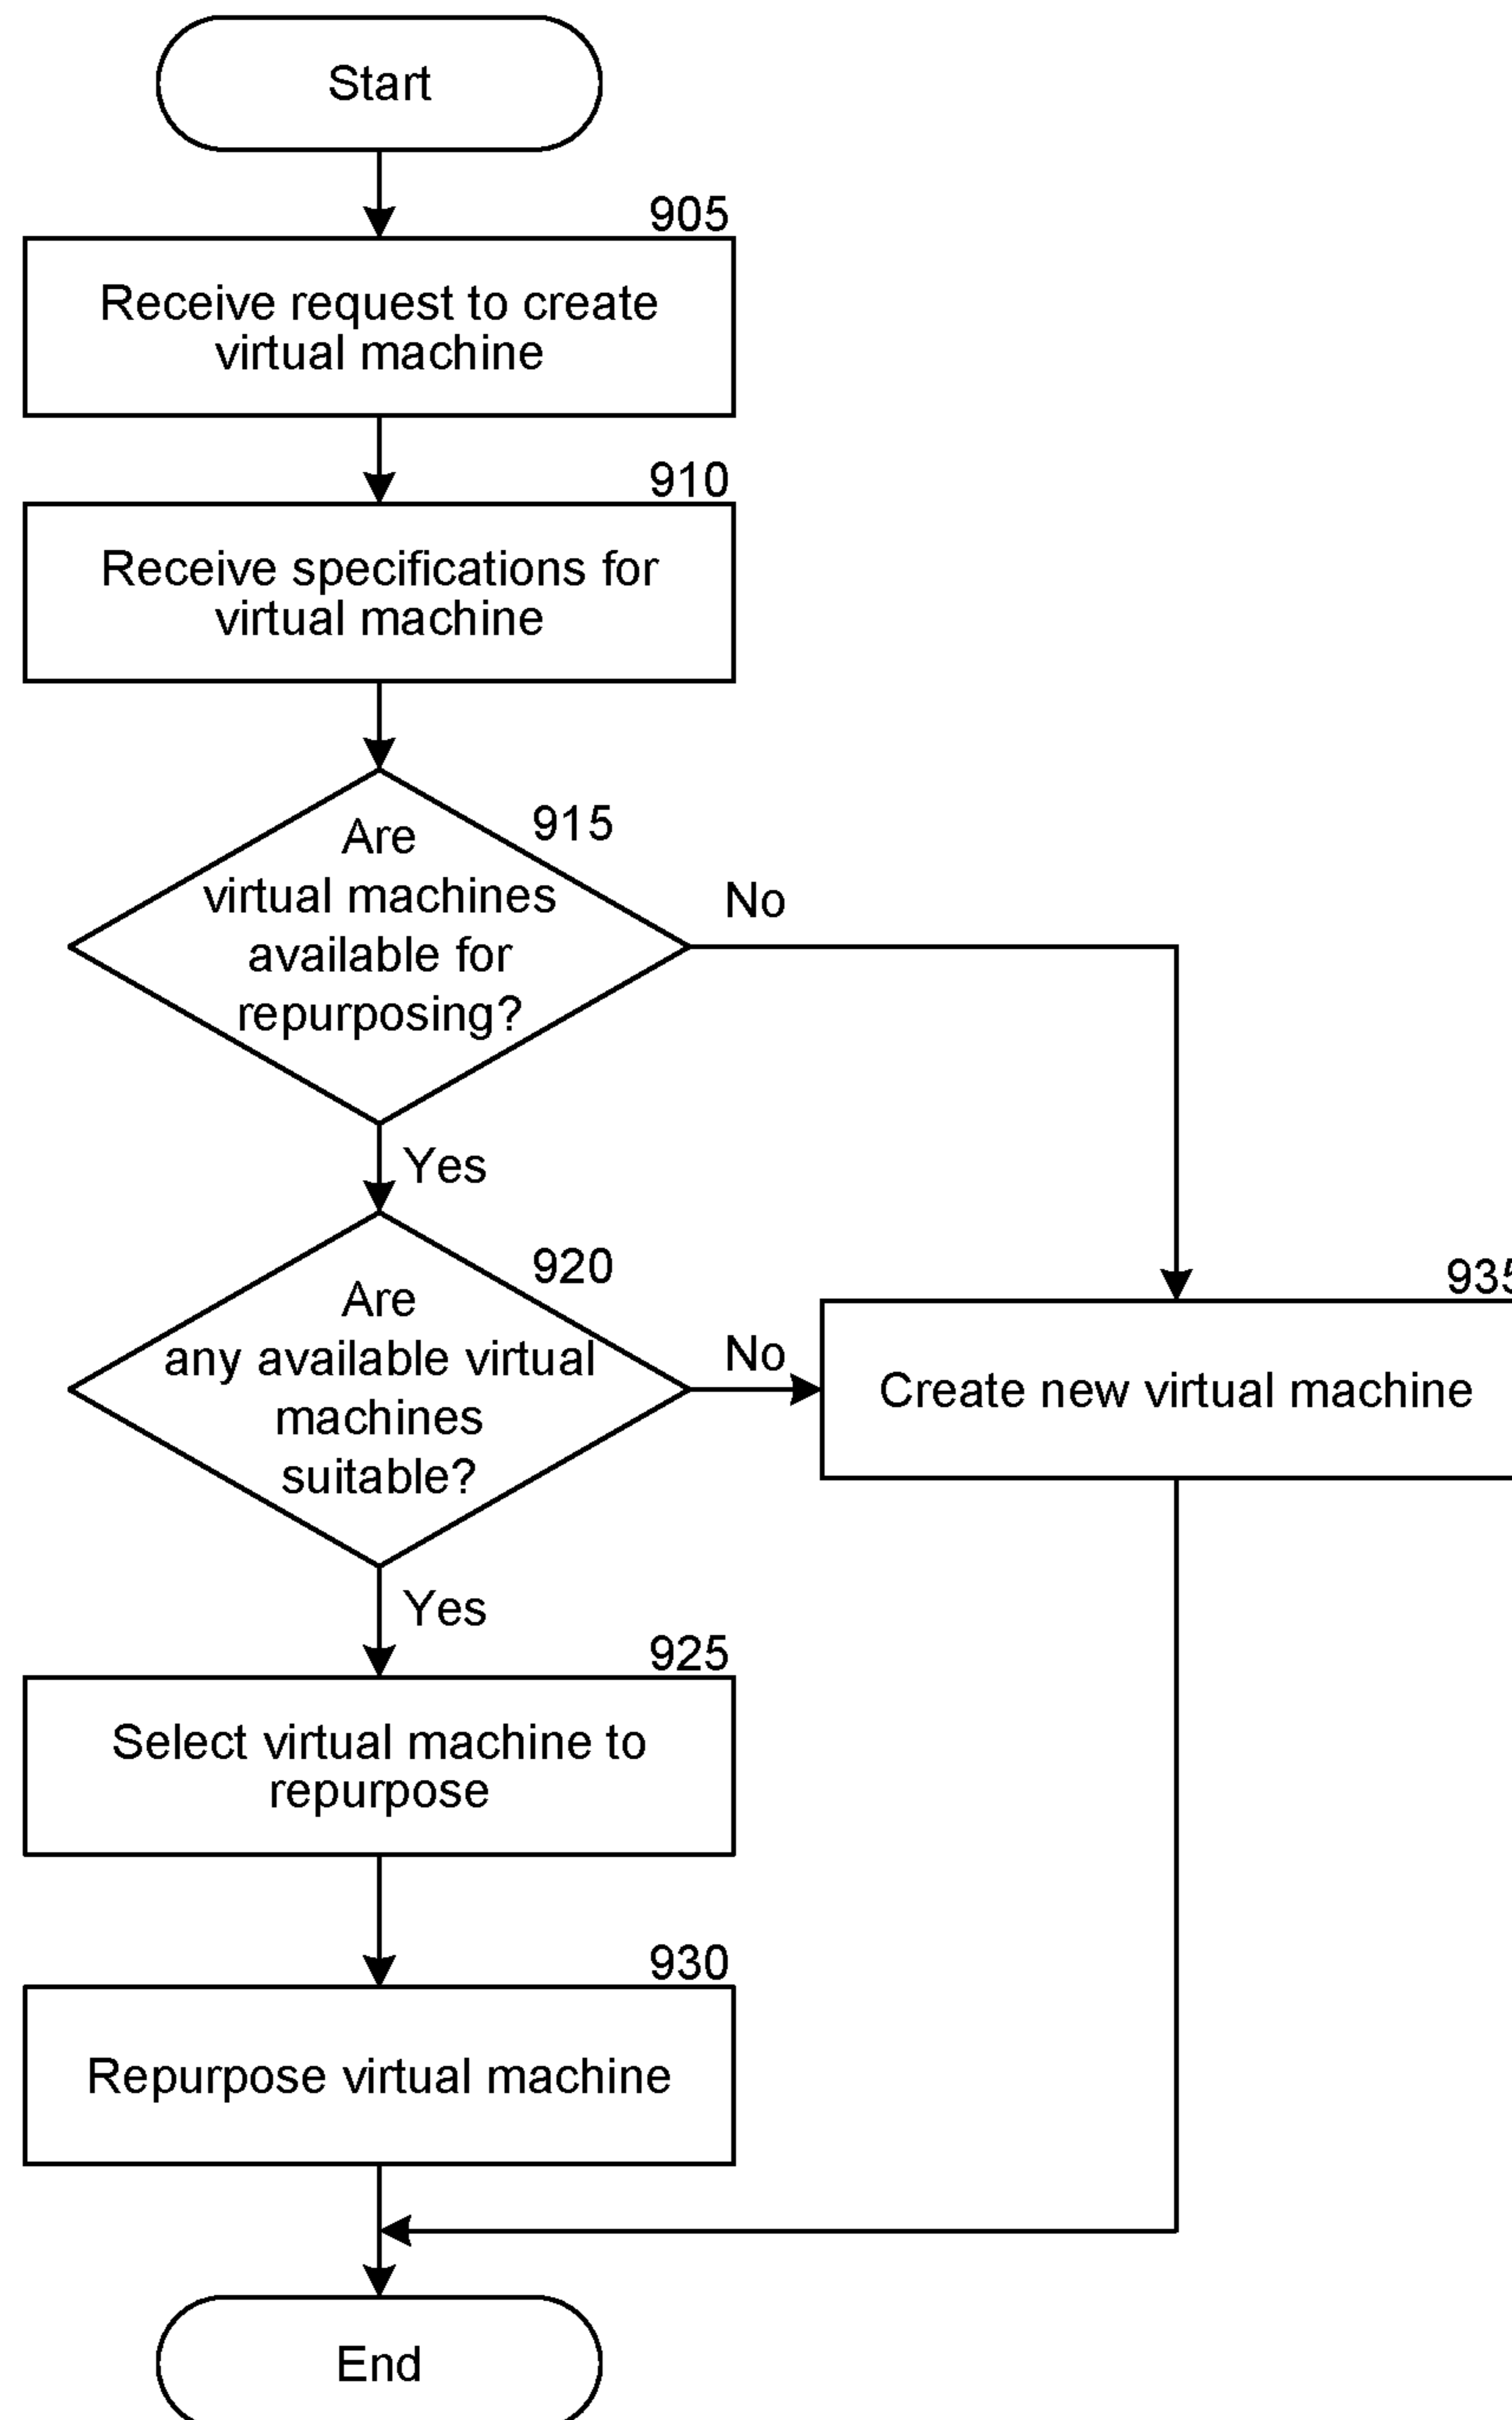 Start
905
Receive request to create
virtual machine
910
Receive specifications for
virtual machine
915
Are
virtual machines
available for
repurposing?
No
Yes
920
Are
any available virtual
machines
suitable?
No
935
Create new virtual machine
Yes
925
Select virtual machine to
repurpose
930
Repurpose virtual machine
End